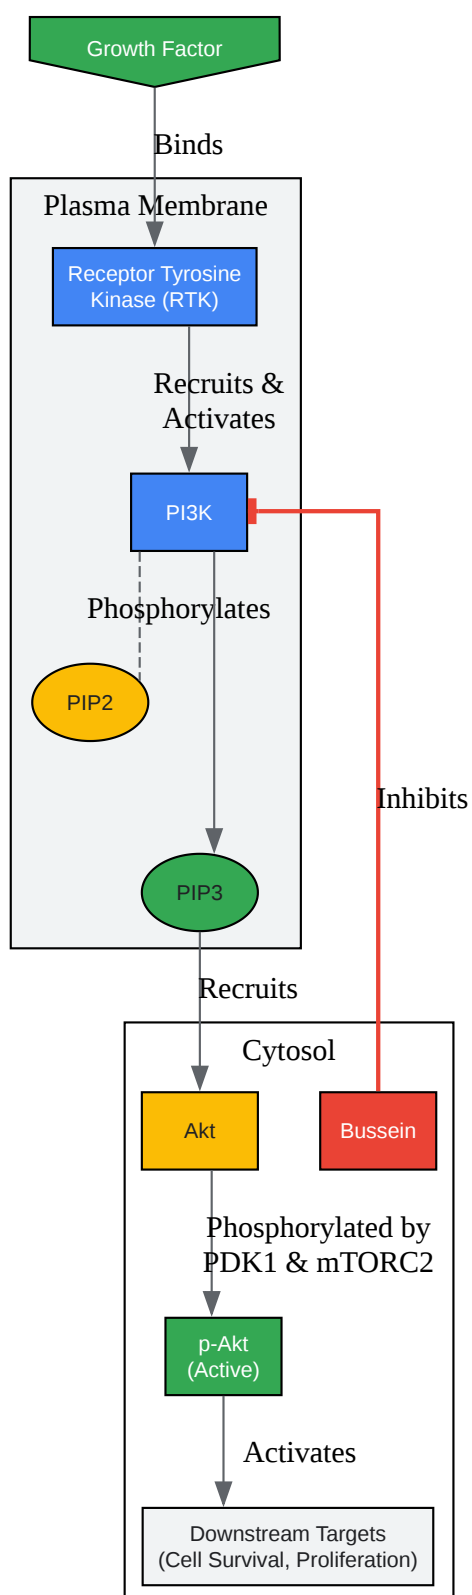 Growth Factor
Binds
Plasma Membrane
Receptor Tyrosine
Kinase (RTK)
Recruits &
Activates
PI3K
Phosphorylates
PIP2
Inhibits
PIP3
Recruits
Cytosol
Akt
Bussein
Phosphorylated by
PDK1 & mTORC2
p-Akt
(Active)
Activates
Downstream Targets
(Cell Survival, Proliferation)